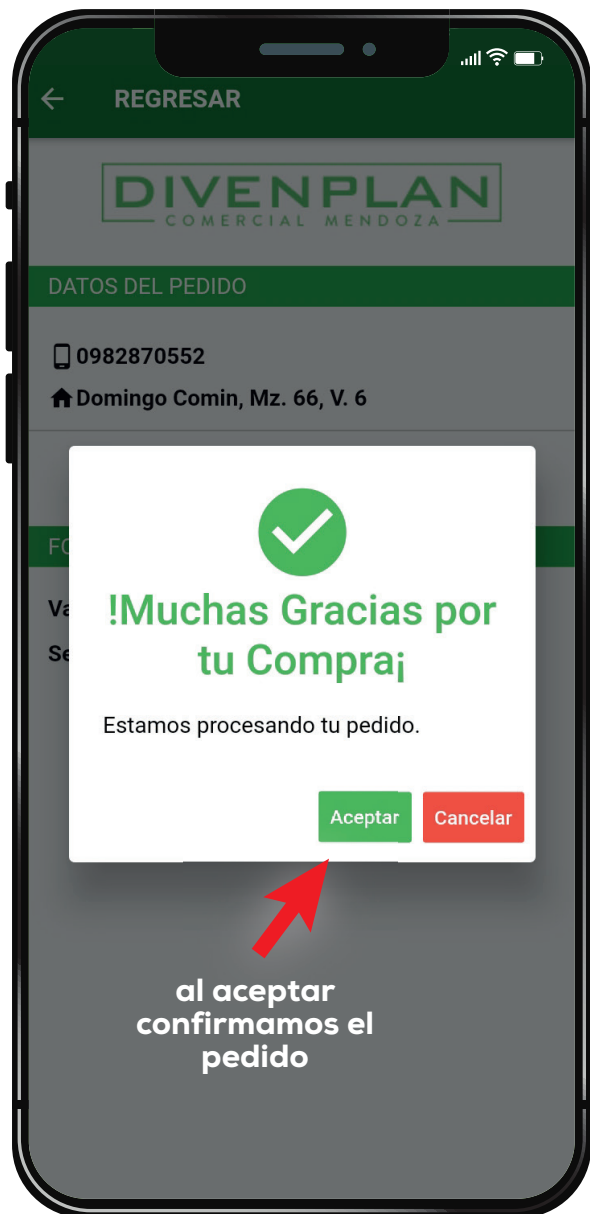 REGRESAR
DIVENPLAN
COMERCIAL MENDOZA
DATOS DEL PEDIDO
0982870552
Domingo Comin, Mz. 66, V. 6
!Muchas Gracias por
tu Compra¡
Estamos procesando tu pedido.
Aceptar Cancelar
al aceptar
confirmamos el
pedido